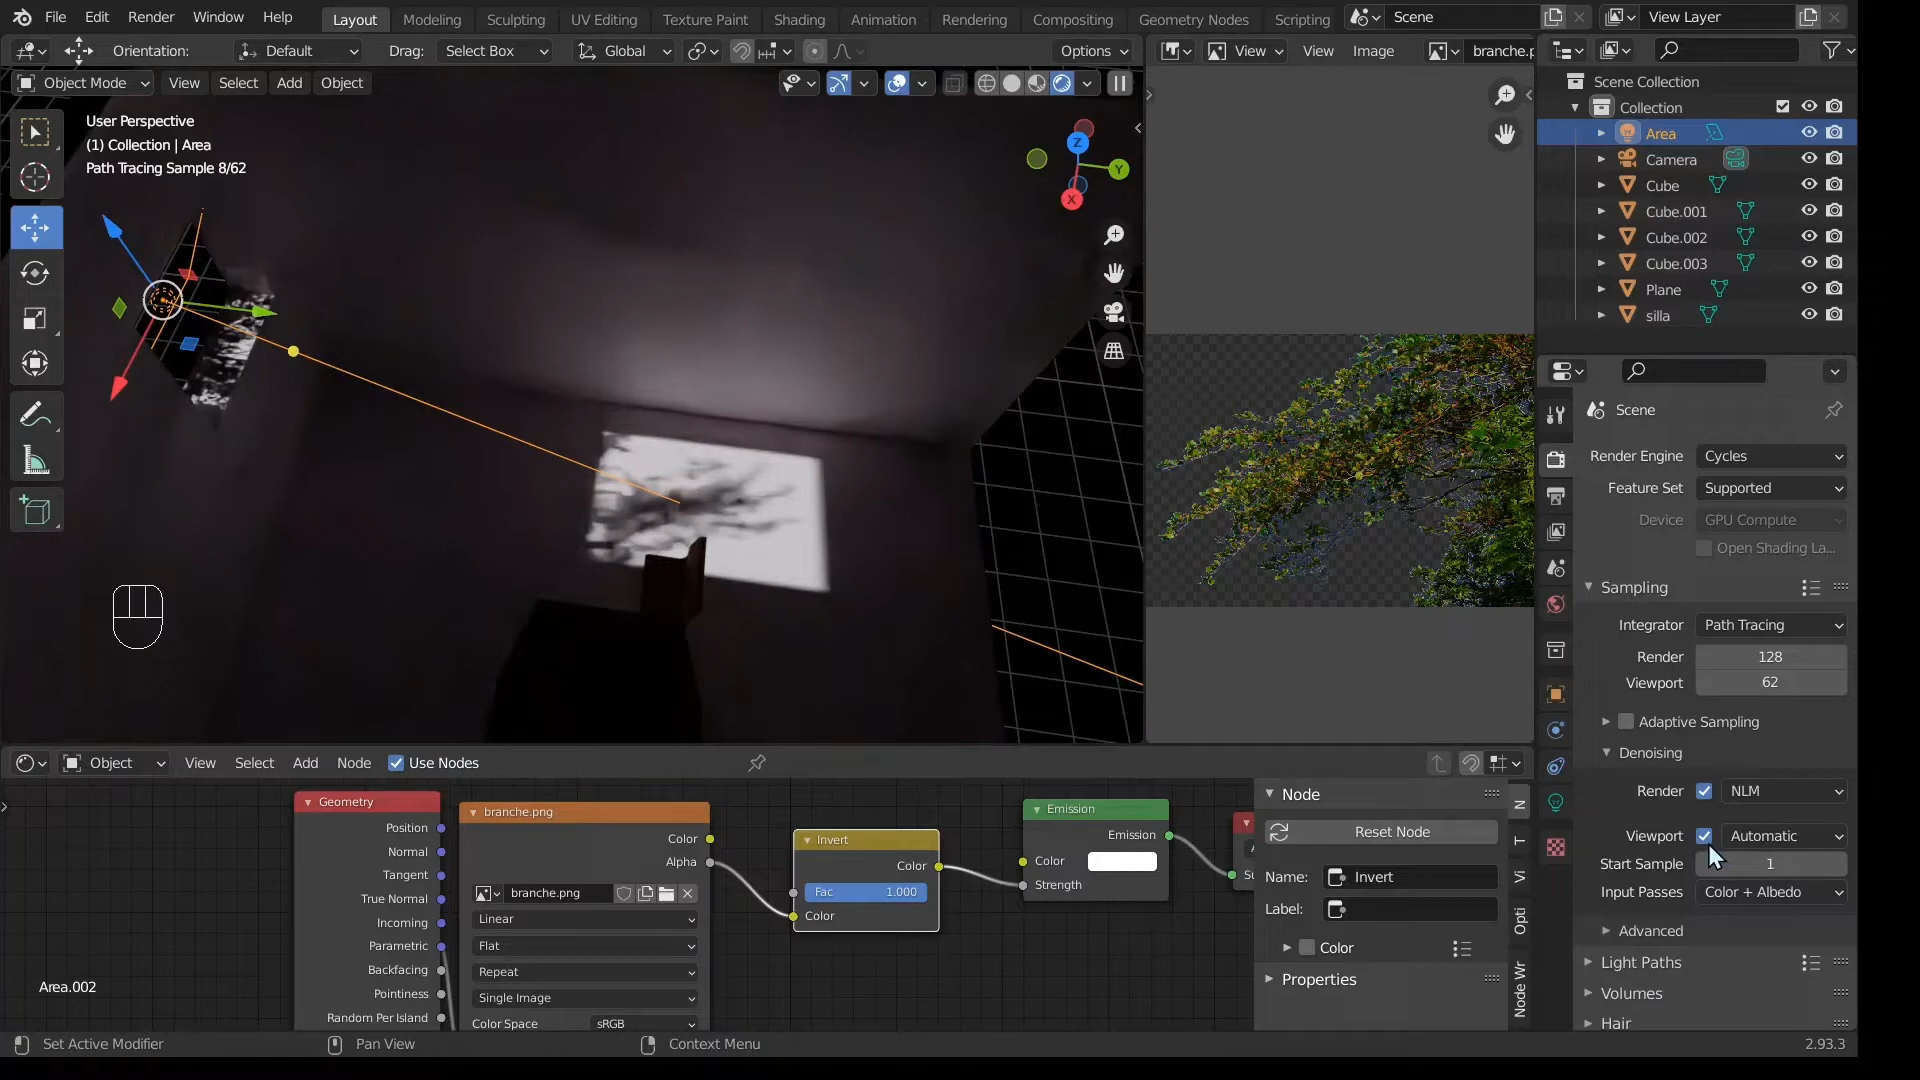 File Edit Render Window Help Layout Modeling Sculpting UV Editing Texture Paint Shading Animation Rendering Compositing Geometry Nodes Scripting Scene View Layer
Orientation: Default Drag: Select Box Global Options View View Image branche.p
Object Mode View Select Add Object
User Perspective
(1) Collection | Area
Path Tracing Sample 8/62
Z
Y
X
Scene Collection
Collection
Area
Camera
Cube
Cube.001
Cube.002
Cube.003
Plane
silla
Scene
Render Engine Cycles
Feature Set Supported
Device GPU Compute
Open Shading La...
Sampling
Integrator Path Tracing
Render 128
Viewport 62
Adaptive Sampling
Denoising
Render NLM
Viewport Automatic
Start Sample 1
Input Passes Color + Albedo
Advanced
Light Paths
Volumes
Hair
Object View Select Add Node Use Nodes
Geometry
Position
Normal
Tangent
True Normal
Incoming
Parametric
Backfacing
Pointiness
Random Per Island
branche.png
Color
Alpha
branche.png
Linear
Flat
Repeat
Single Image
Color Space sRGB
Invert
Color
Fac 1.000
Color
Emission
Emission
Color
Strength
Node
Reset Node
Name: Invert
Label:
Color
Properties
N
T
Vi
Opti
Node Wr
Area.002
Set Active Modifier Pan View Context Menu 2.93.3